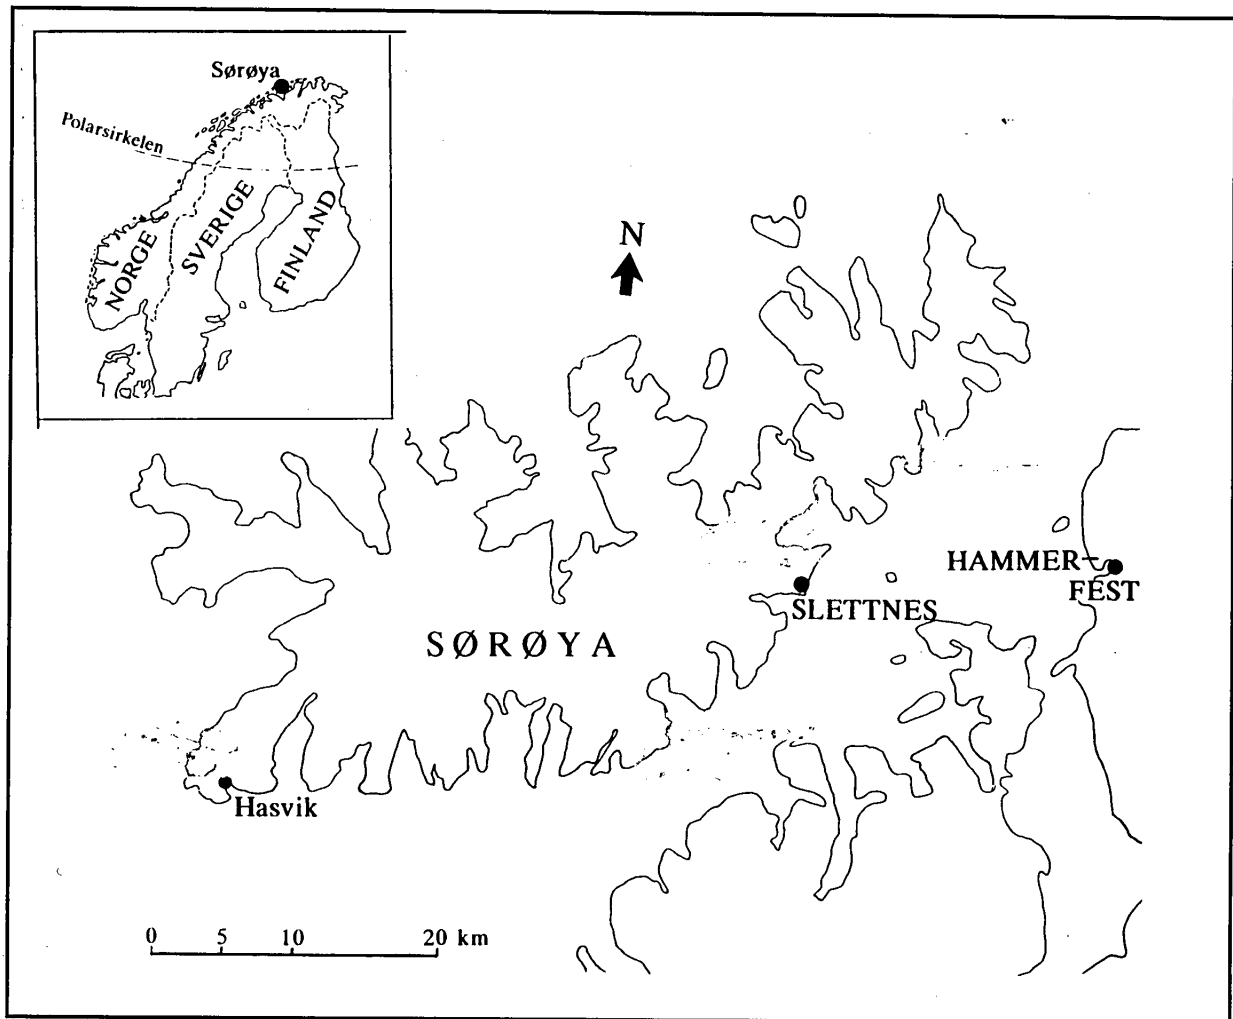 Sørøya
Polarsirkelen
NORGE
SVERIGE
FINLAND
N
HAMMER-
FEST
SLETTNES
SØRØYA
Hasvik
0 5 10 20 km